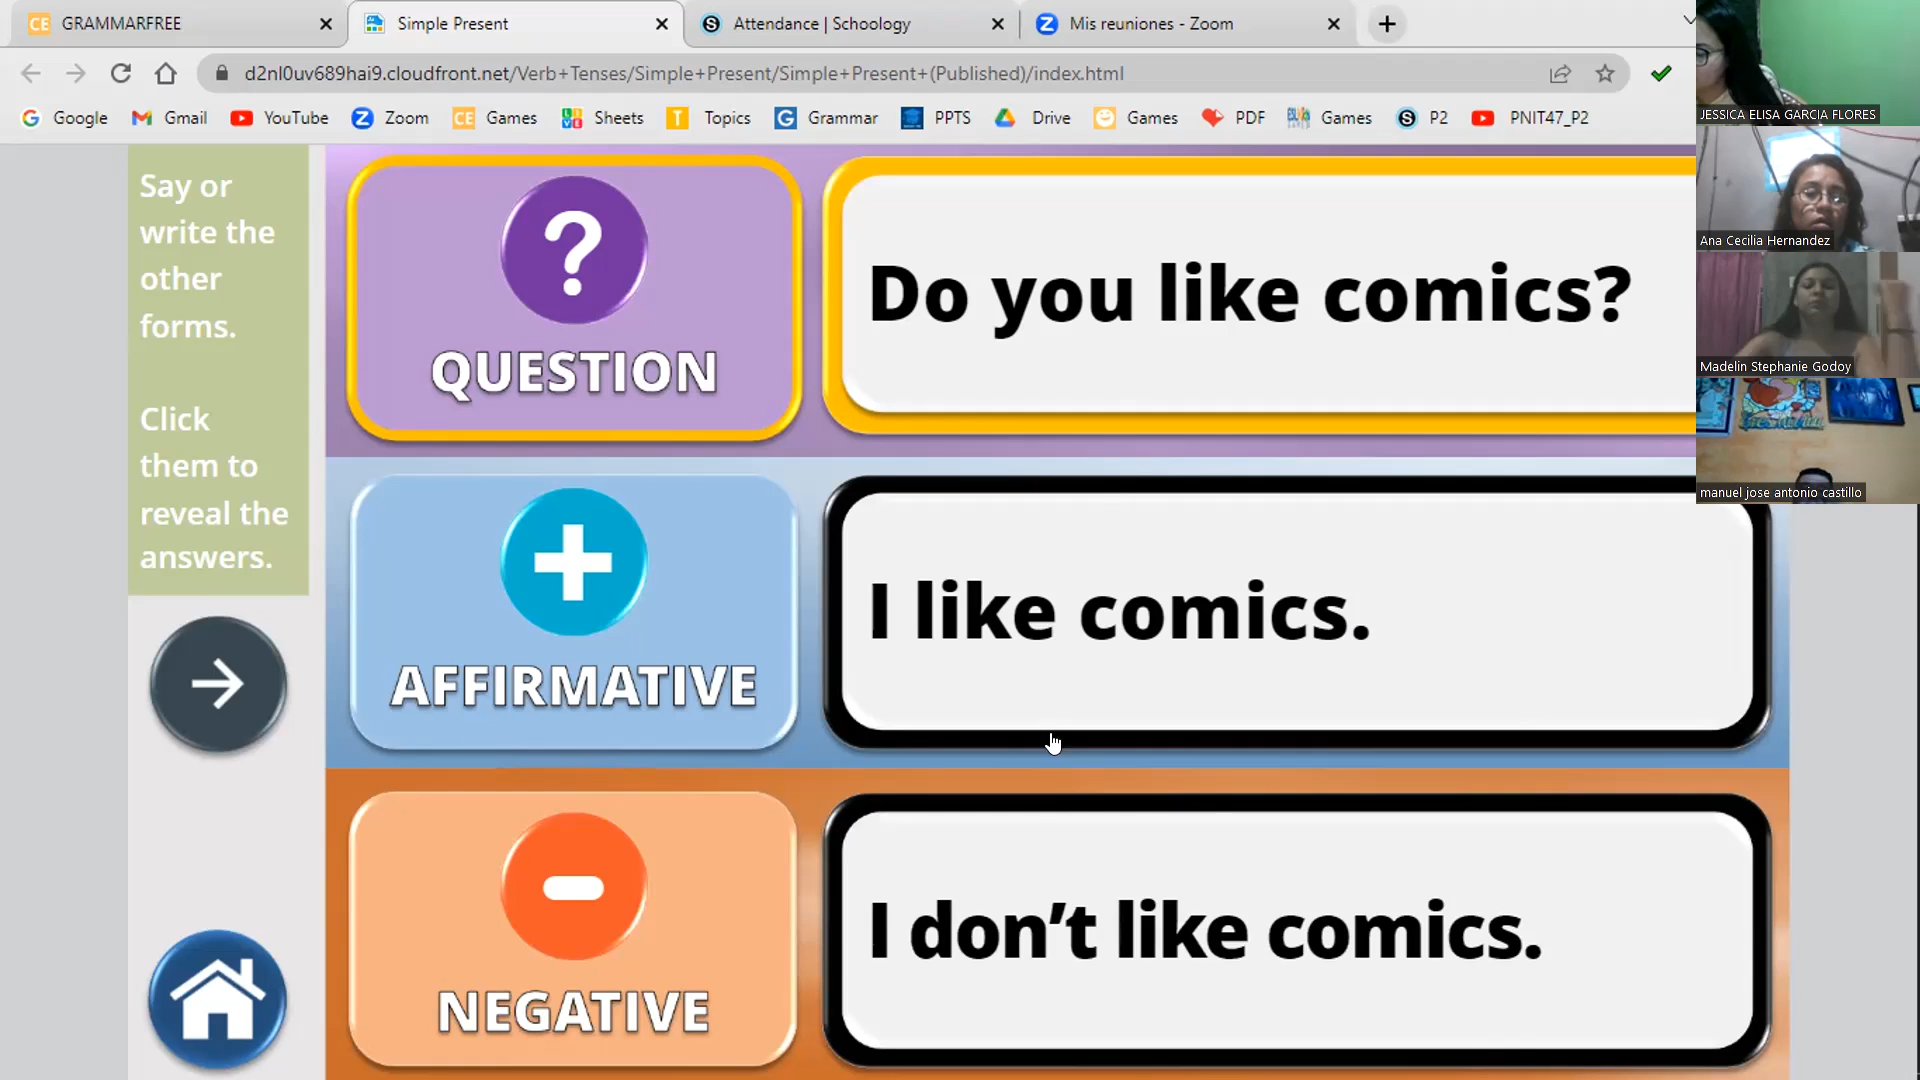 CE GRAMMARFREE
Simple Present
S Attendance | Schoology
Z Mis reuniones - Zoom
d2nl0uv689hai9.cloudfront.net/Verb+Tenses/Simple+Present/Simple+Present+(Published)/index.html
Google
Gmail
YouTube
Zoom
CE Games
Sheets
T Topics
G Grammar
PPTS
Drive
Games
PDF
Games
S P2
PNIT47_P2
JESSICA ELISA GARCIA FLORES
Ana Cecilia Hernandez
Madelin Stephanie Godoy
manuel jose antonio castillo
Say or
write the
other
forms.
Click
them to
reveal the
answers.
?
QUESTION
Do you like comics?
AFFIRMATIVE
I like comics.
NEGATIVE
I don’t like comics.